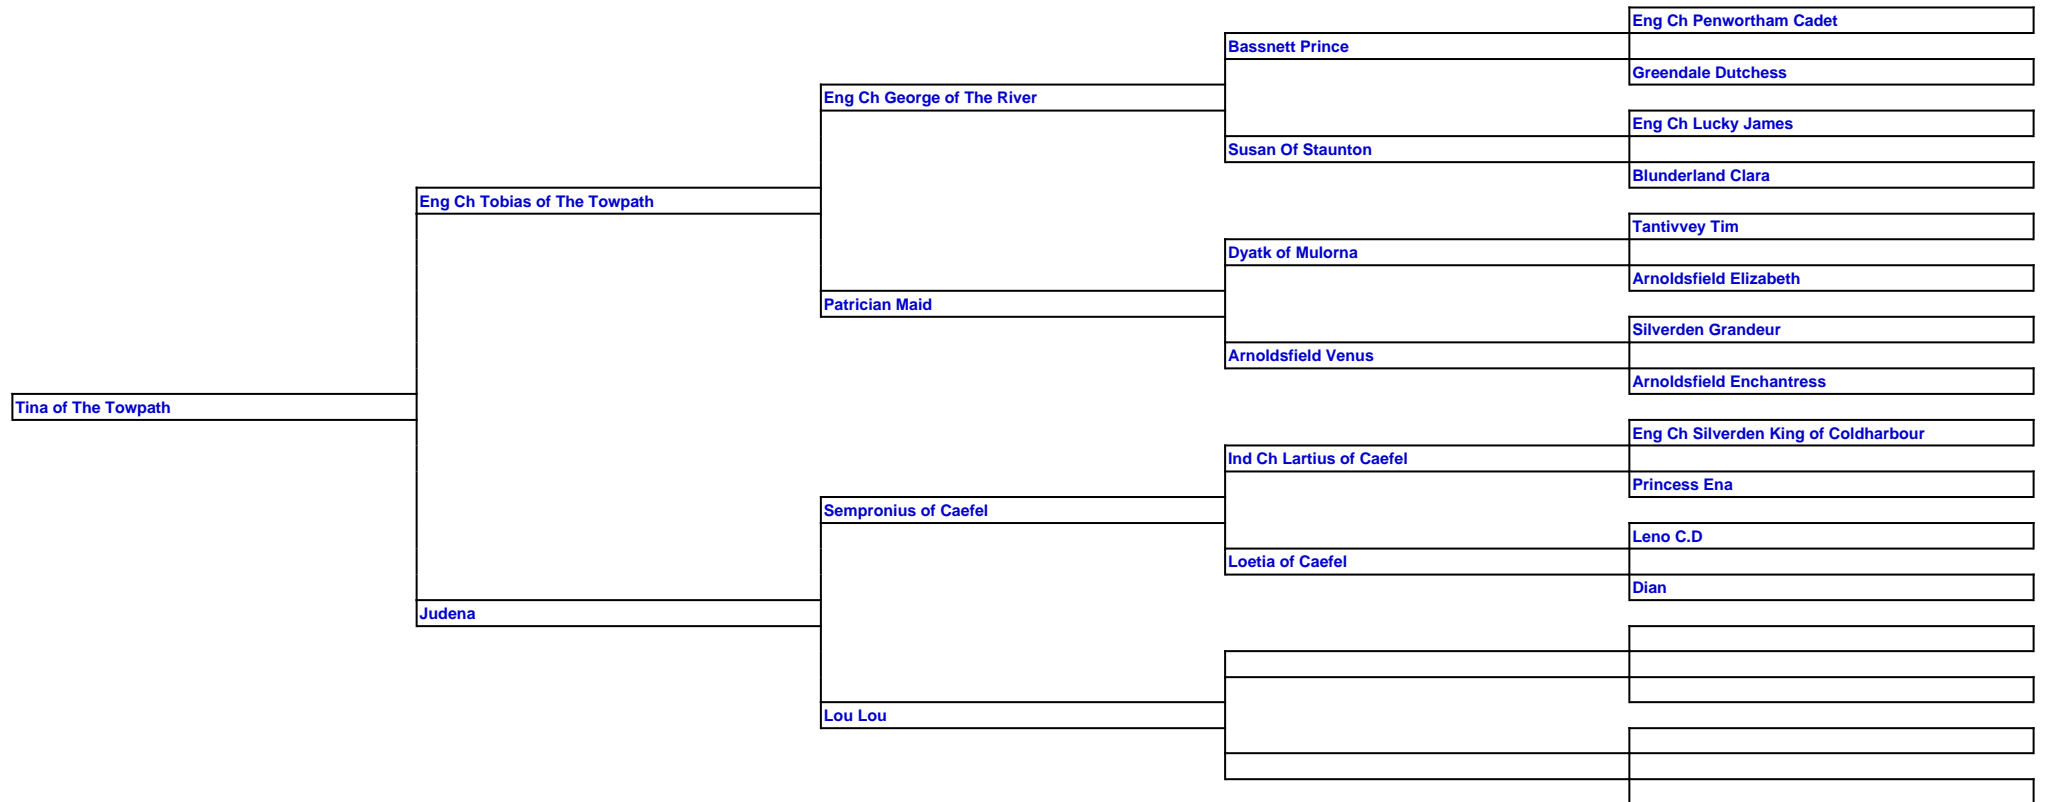 Eng Ch Penwortham Cadet
Bassnett Prince
Greendale Dutchess
Eng Ch George of The River
Eng Ch Lucky James
Susan Of Staunton
Blunderland Clara
Eng Ch Tobias of The Towpath
Tantivvey Tim
Dyatk of Mulorna
Arnoldsfield Elizabeth
Patrician Maid
Silverden Grandeur
Arnoldsfield Venus
Arnoldsfield Enchantress
Tina of The Towpath
Eng Ch Silverden King of Coldharbour
Ind Ch Lartius of Caefel
Princess Ena
Sempronius of Caefel
Leno C.D
Loetia of Caefel
Dian
Judena
Lou Lou